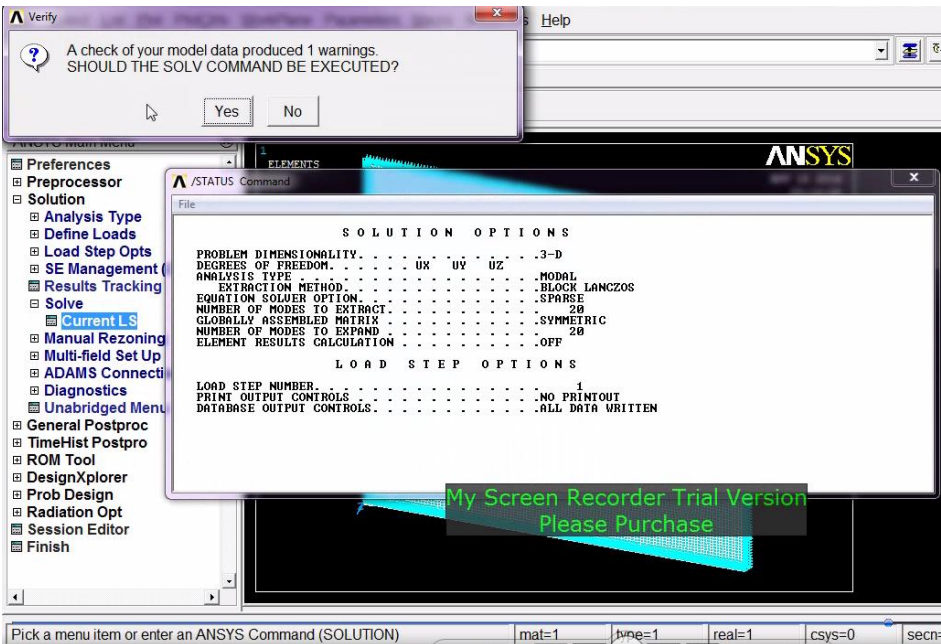 Verify
Help
A check of your model data produced 1 warnings.
SHOULD THE SOLV COMMAND BE EXECUTED?
Yes No
1
ELEMENTS
ANSYS
Preferences
Preprocessor
Solution
Analysis Type
Define Loads
Load Step Opts
SE Management (
Results Tracking
Solve
Current LS
Manual Rezoning
Multi-field Set Up
ADAMS Connecti
Diagnostics
Unabridged Menu
General Postproc
TimeHist Postpro
ROM Tool
DesignXplorer
Prob Design
Radiation Opt
Session Editor
Finish
/STATUS Command
File
S O L U T I O N   O P T I O N S
PROBLEM DIMENSIONALITY. . . . . . . . . . . . .3-D
DEGREES OF FREEDOM. . . . . . UX   UY   UZ
ANALYSIS TYPE . . . . . . . . . . . . . . . . .MODAL
EXTRACTION METHOD. . . . . . . . . . . . . .BLOCK LANCZOS
EQUATION SOLVER OPTION. . . . . . . . . . . . .SPARSE
NUMBER OF MODES TO EXTRACT. . . . . . . . . . .    20
GLOBALLY ASSEMBLED MATRIX . . . . . . . . . . .SYMMETRIC
NUMBER OF MODES TO EXPAND . . . . . . . . . . .    20
ELEMENT RESULTS CALCULATION . . . . . . . . . .OFF
L O A D   S T E P   O P T I O N S
LOAD STEP NUMBER. . . . . . . . . . . . . . . .     1
PRINT OUTPUT CONTROLS . . . . . . . . . . . . .NO PRINTOUT
DATABASE OUTPUT CONTROLS. . . . . . . . . . . .ALL DATA WRITTEN
My Screen Recorder Trial Version
Please Purchase
Pick a menu item or enter an ANSYS Command (SOLUTION)
mat=1
type=1
real=1
csys=0
secn=